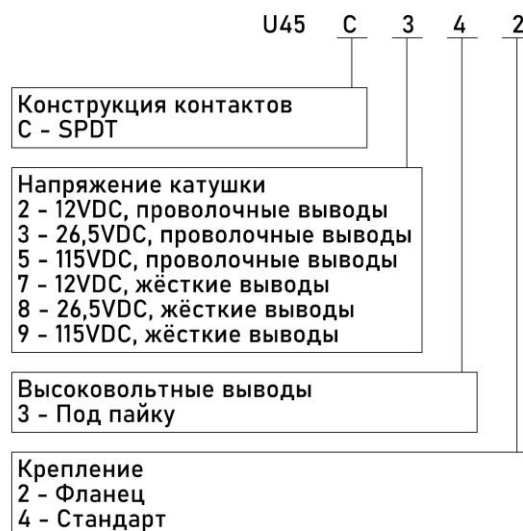 U45 C 3 4 2
Конструкция контактов
C - SPDT
Напряжение катушки
2 - 12VDC, проволочные выводы
3 - 26,5VDC, проволочные выводы
5 - 115VDC, проволочные выводы
7 - 12VDC, жёсткие выводы
8 - 26,5VDC, жёсткие выводы
9 - 115VDC, жёсткие выводы
Высоковольтные выводы
3 - Под пайку
Крепление
2 - Фланец
4 - Стандарт